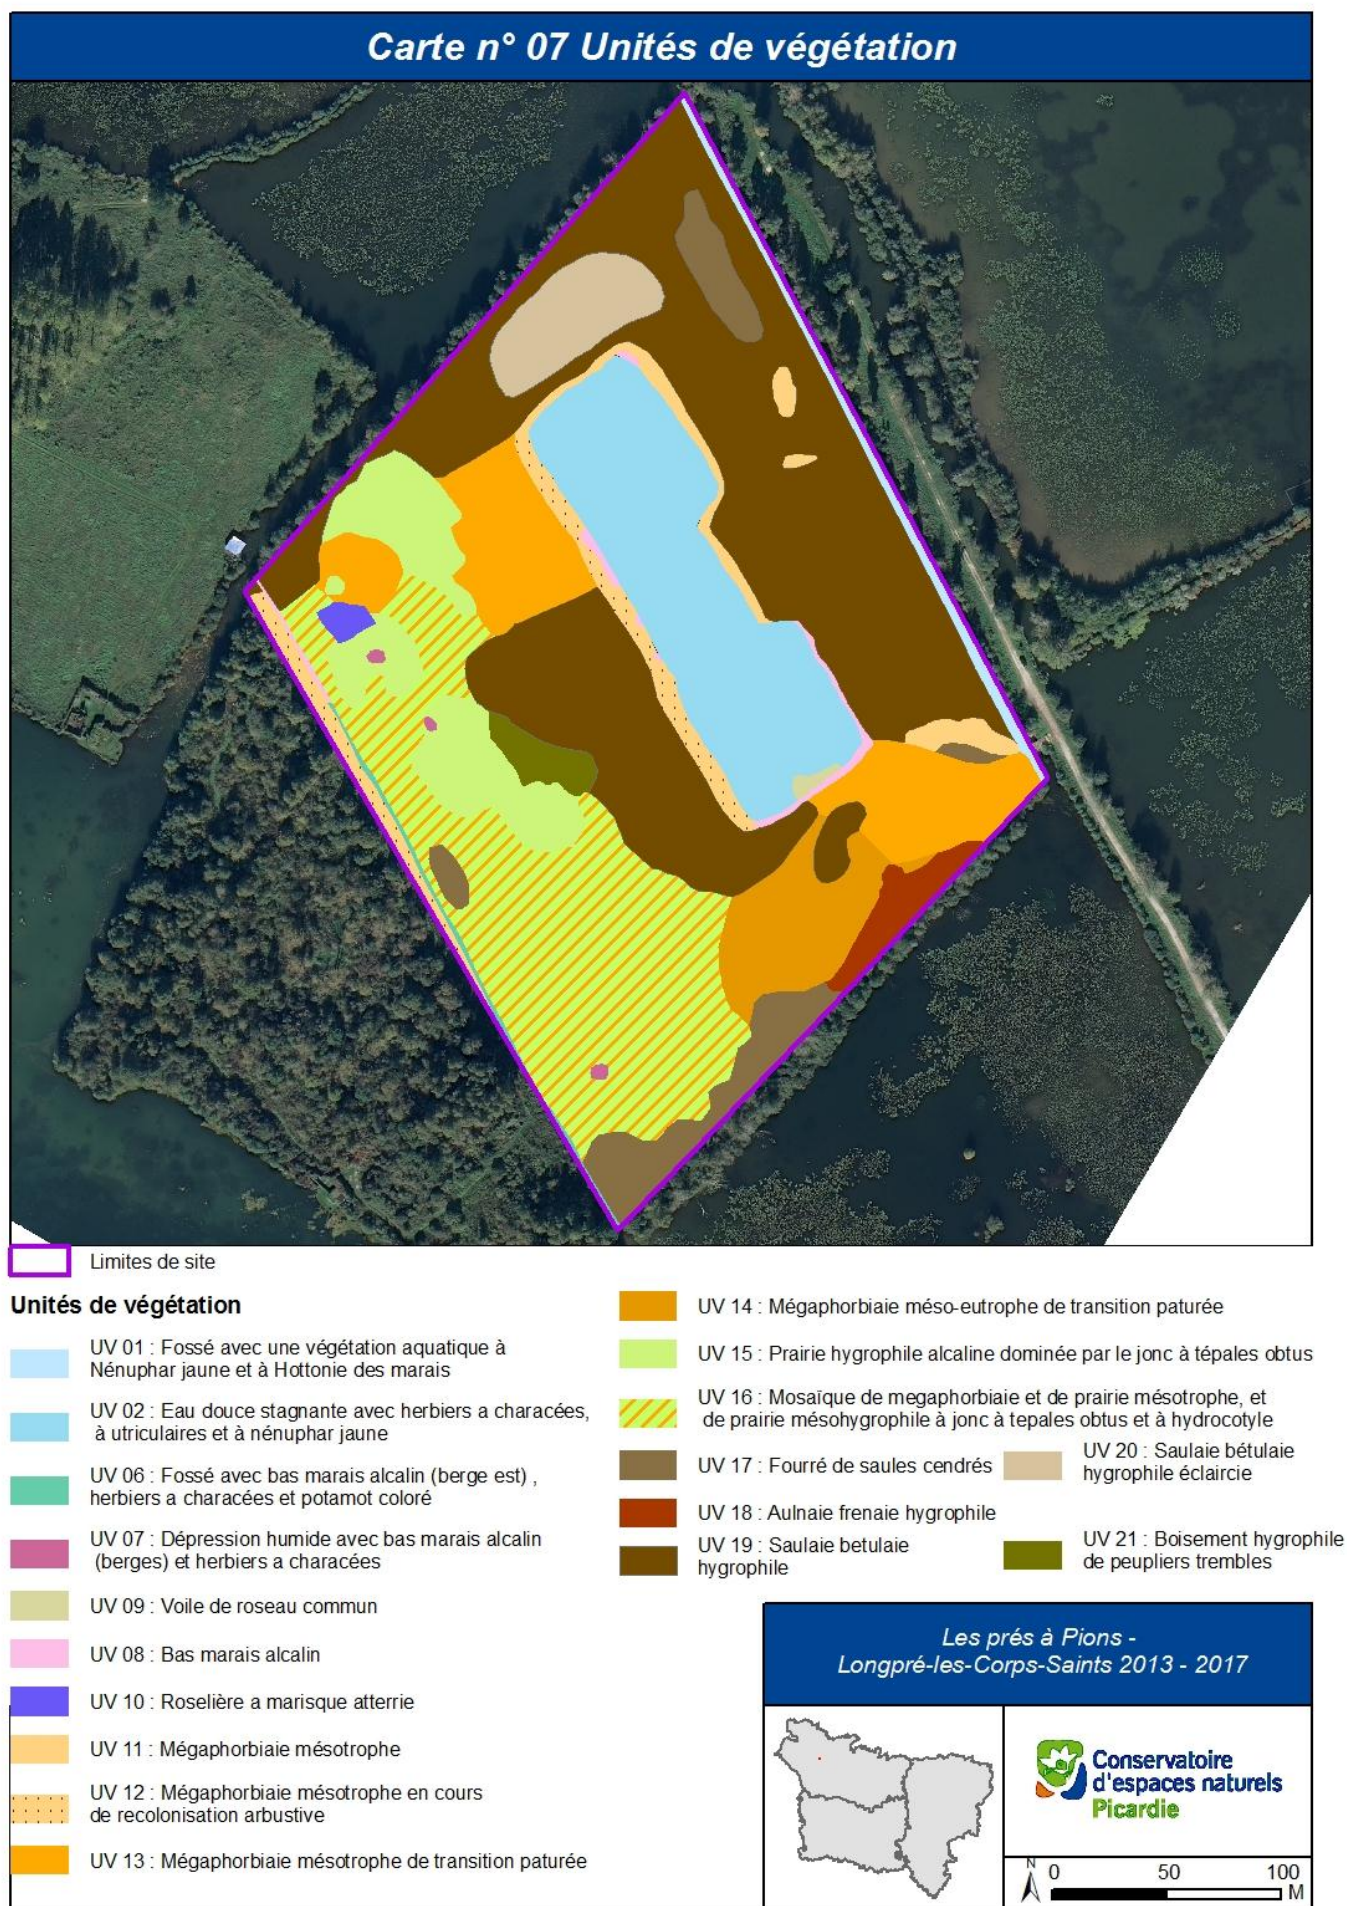 Carte n° 07 Unités de végétation
Limites de site
Unités de végétation
UV 01 : Fossé avec une végétation aquatique à
Nénuphar jaune et à Hottonie des marais
UV 02 : Eau douce stagnante avec herbiers a characées,
à utriculaires et à nénuphar jaune
UV 06 : Fossé avec bas marais alcalin (berge est) ,
herbiers a characées et potamot coloré
UV 07 : Dépression humide avec bas marais alcalin
(berges) et herbiers a characées
UV 09 : Voile de roseau commun
UV 08 : Bas marais alcalin
UV 10 : Roselière a marisque atterrie
UV 11 : Mégaphorbiaie mésotrophe
UV 12 : Mégaphorbiaie mésotrophe en cours
de recolonisation arbustive
UV 13 : Mégaphorbiaie mésotrophe de transition paturée
UV 14 : Mégaphorbiaie méso-eutrophe de transition paturée
UV 15 : Prairie hygrophile alcaline dominée par le jonc à tépales obtus
UV 16 : Mosaïque de megaphorbiaie et de prairie mésotrophe, et
de prairie mésohygrophile à jonc à tepales obtus et à hydrocotyle
UV 17 : Fourré de saules cendrés
UV 18 : Aulnaie frenaie hygrophile
UV 19 : Saulaie betulaie
hygrophile
UV 20 : Saulaie bétulaie
hygrophile éclaircie
UV 21 : Boisement hygrophile
de peupliers trembles
Les prés à Pions -
Longpré-les-Corps-Saints 2013 - 2017
Conservatoire
d'espaces naturels
Picardie
N
0 50 100
M